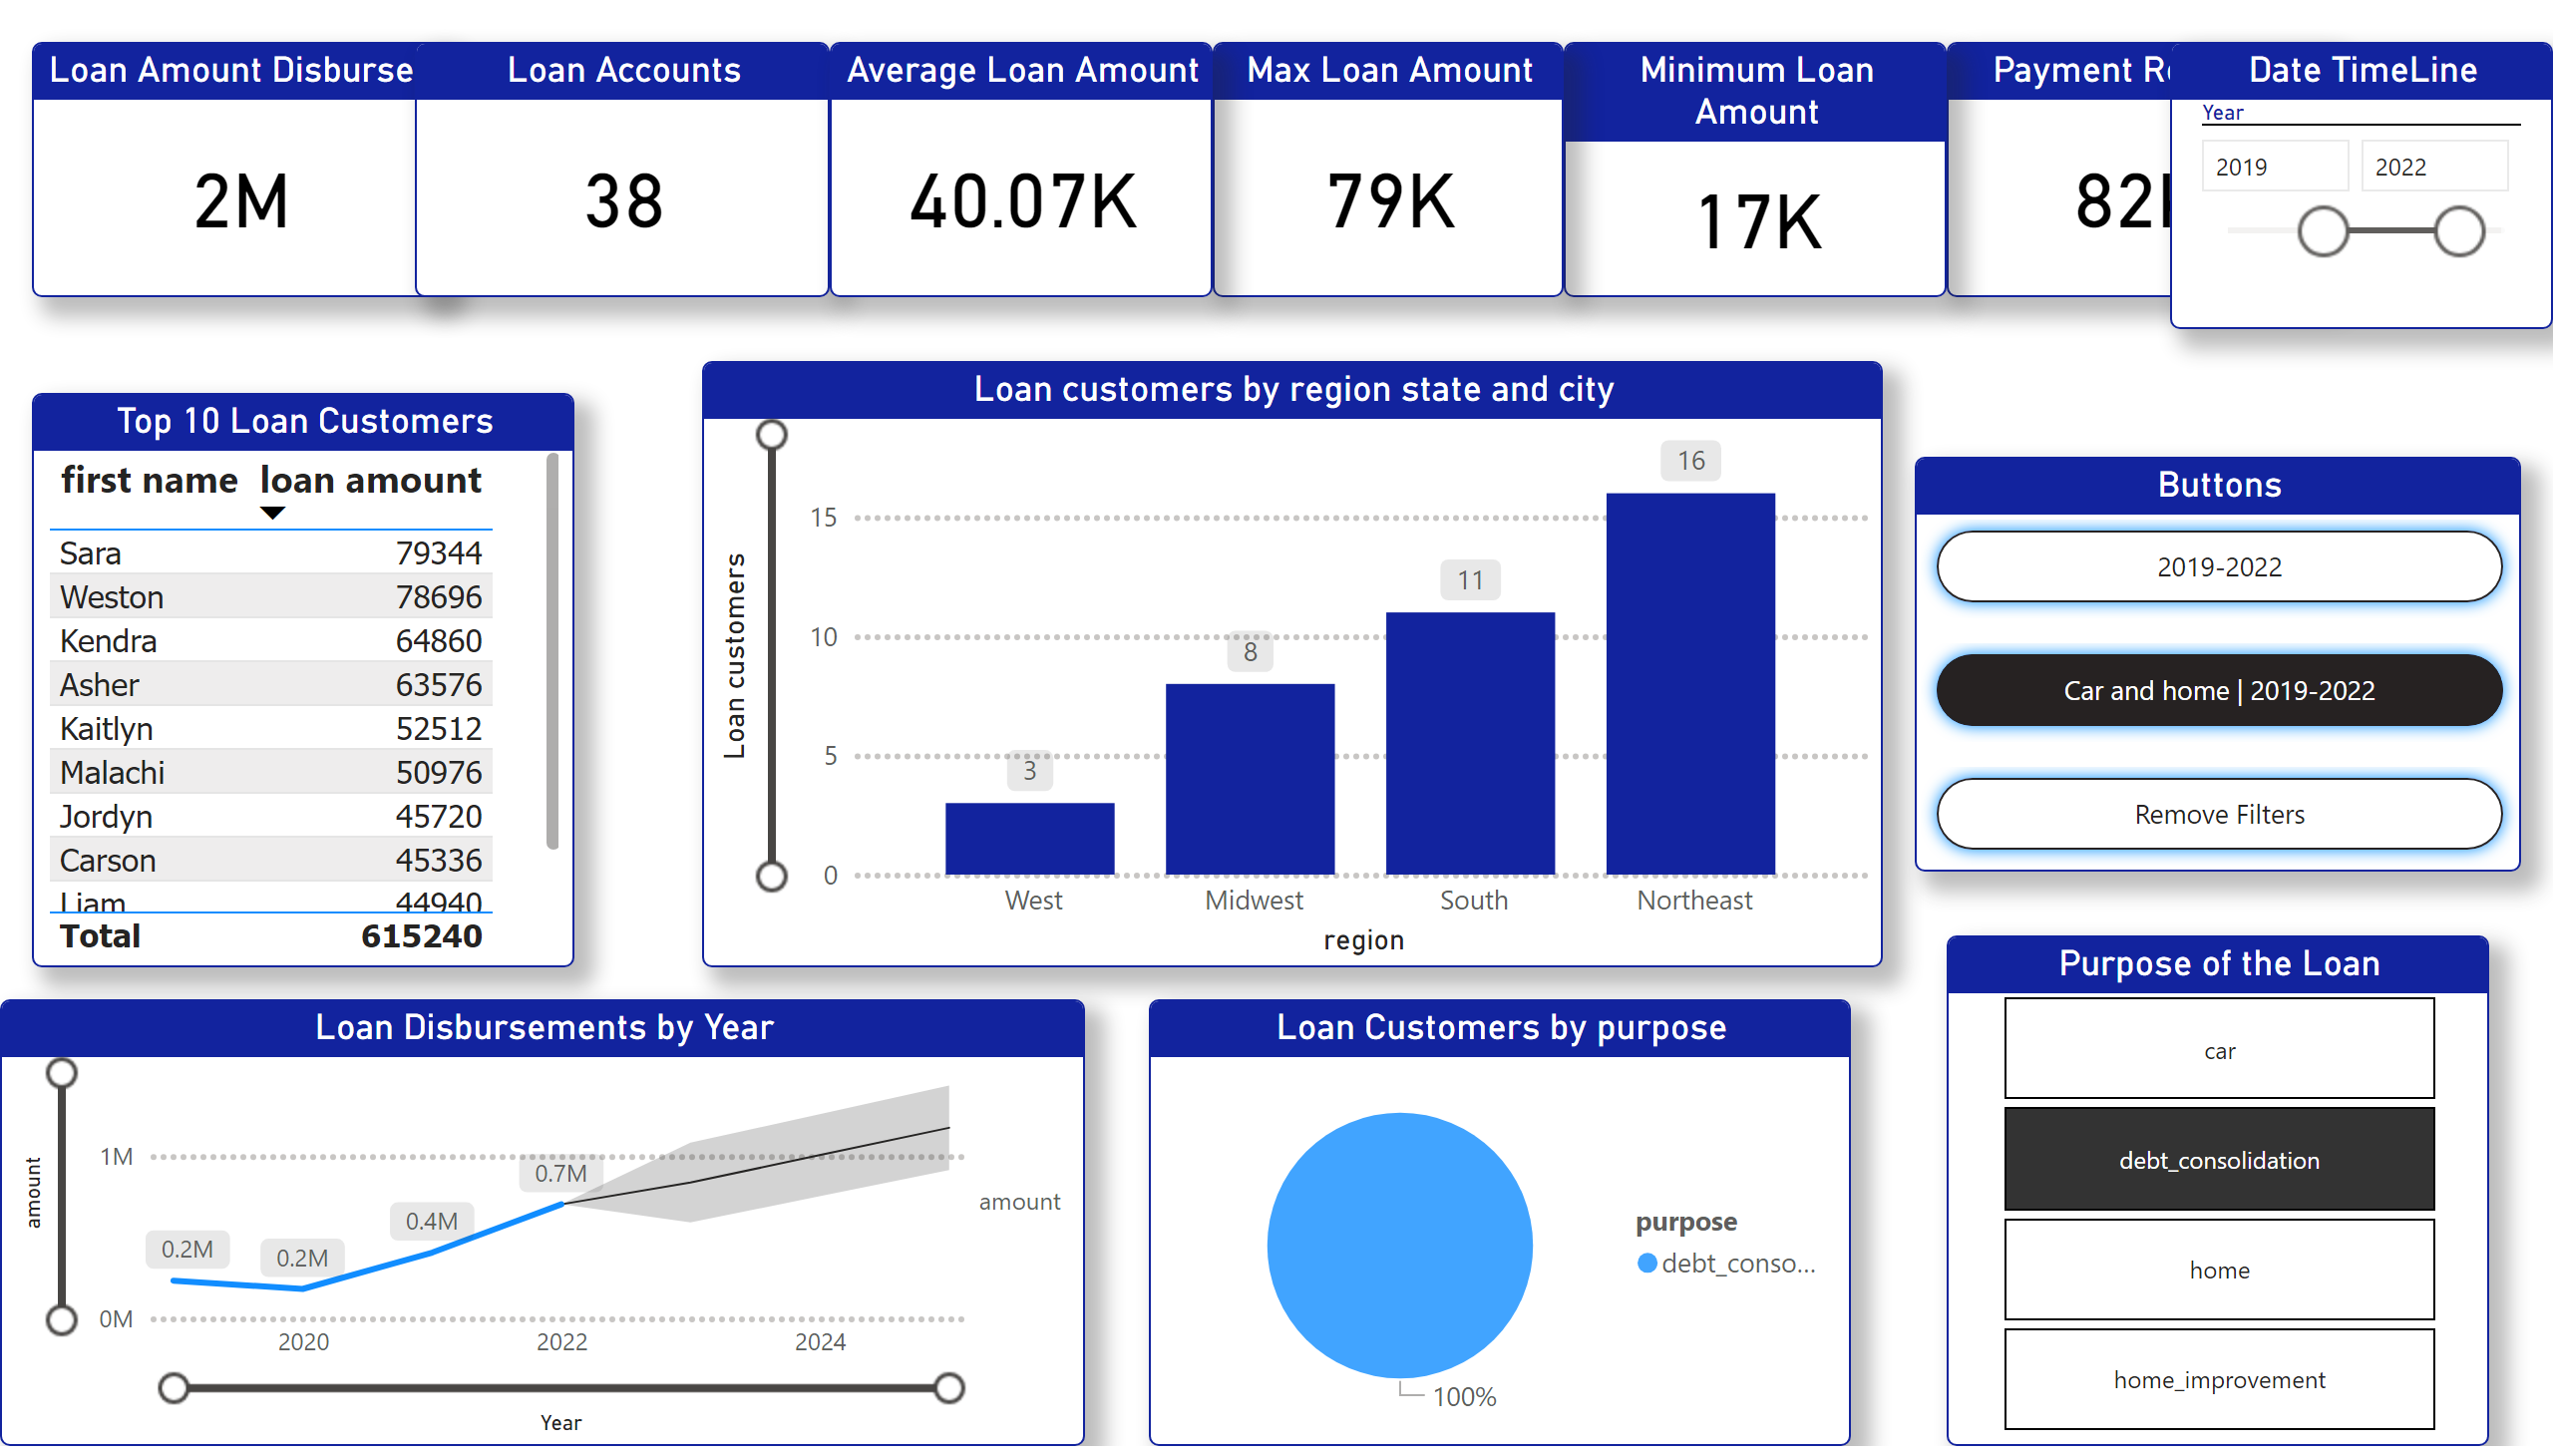 Loan Amount Disburse
Loan Accounts
Average Loan Amount
Max Loan Amount
Minimum Loan
Amount
Payment
Date TimeLine
2M
38
40.07K
79K
17K
82
Year
2019
2022
Top 10 Loan Customers
first name loan amount
Sara 79344
Weston 78696
Kendra 64860
Asher 63576
Kaitlyn 52512
Malachi 50976
Jordyn 45720
Carson 45336
Liam 44940
Total 615240
Loan customers by region state and city
Loan customers
15
10
5
0
3
8
11
16
West
Midwest
South
Northeast
region
Buttons
2019-2022
Car and home | 2019-2022
Remove Filters
Loan Disbursements by Year
amount
1M
0M
0.2M
0.2M
0.4M
0.7M
amount
2020
2022
2024
Year
Loan Customers by purpose
purpose
debt_conso...
100%
Purpose of the Loan
car
debt_consolidation
home
home_improvement